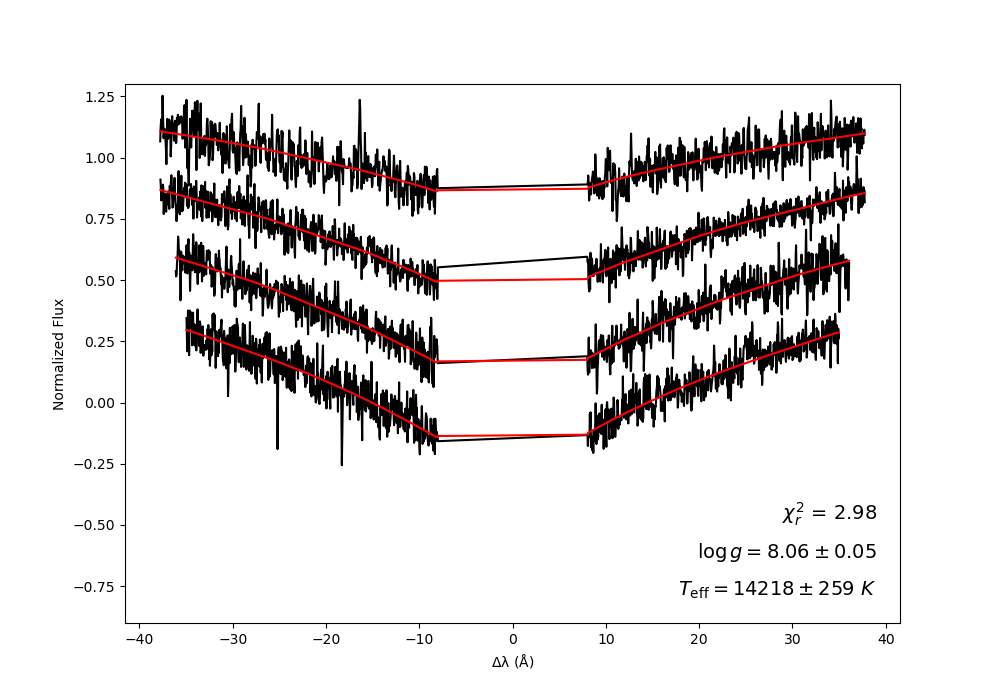 1.25
1.00
0.75
0.50
0.25
0.00
−0.25
−0.50
−0.75
Normalized Flux
χ²ᵣ = 2.98
log g = 8.06 ± 0.05
T_eff = 14218 ± 259 K
−40 −30 −20 −10 0 10 20 30 40
Δλ (Å)